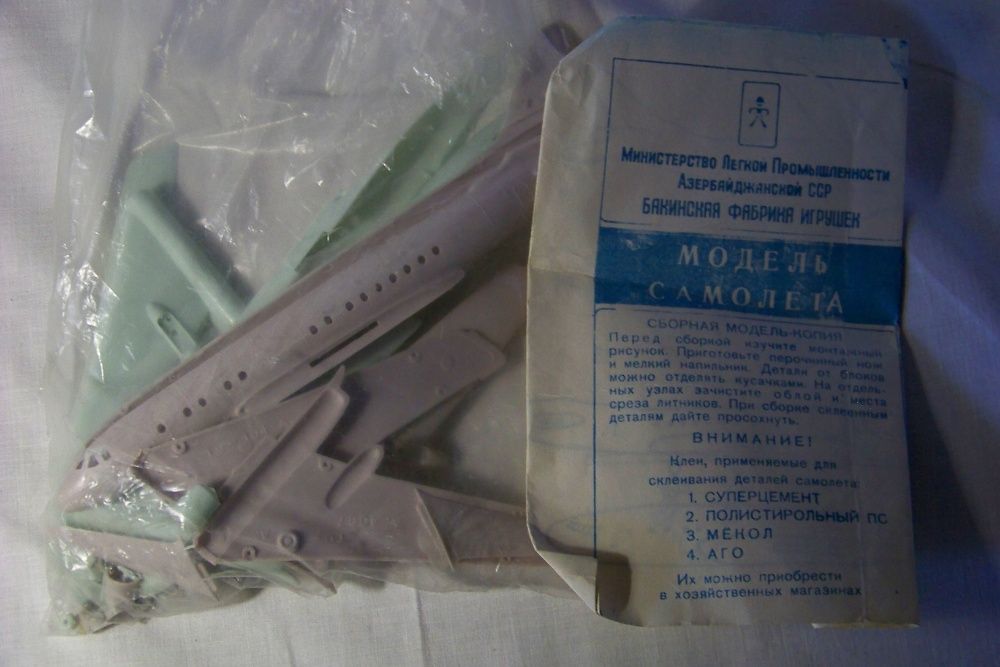 Министерство Легкой Промышленности
Азербайджанской ССР
БАКИНСКАЯ ФАБРИКА ИГРУШЕК
МОДЕЛЬ
САМОЛЕТА
СБОРНАЯ МОДЕЛЬ-КОПИЯ
Перед сборкой изучите монтажный
рисунок. Приготовьте перочинный нож
и мелкий напильник. Детали от блоков
можно отделять кусачками. На отдель-
ных узлах зачистите облой и места
среза литников. При сборке склеенным
деталям дайте просохнуть.
ВНИМАНИЕ!
Клеи, применяемые для
склеивания деталей самолета:
1. СУПЕРЦЕМЕНТ
2. ПОЛИСТИРОЛЬНЫЙ ПС
3. МЕКОЛ
4. АГО
Их можно приобрести
в хозяйственных магазинах